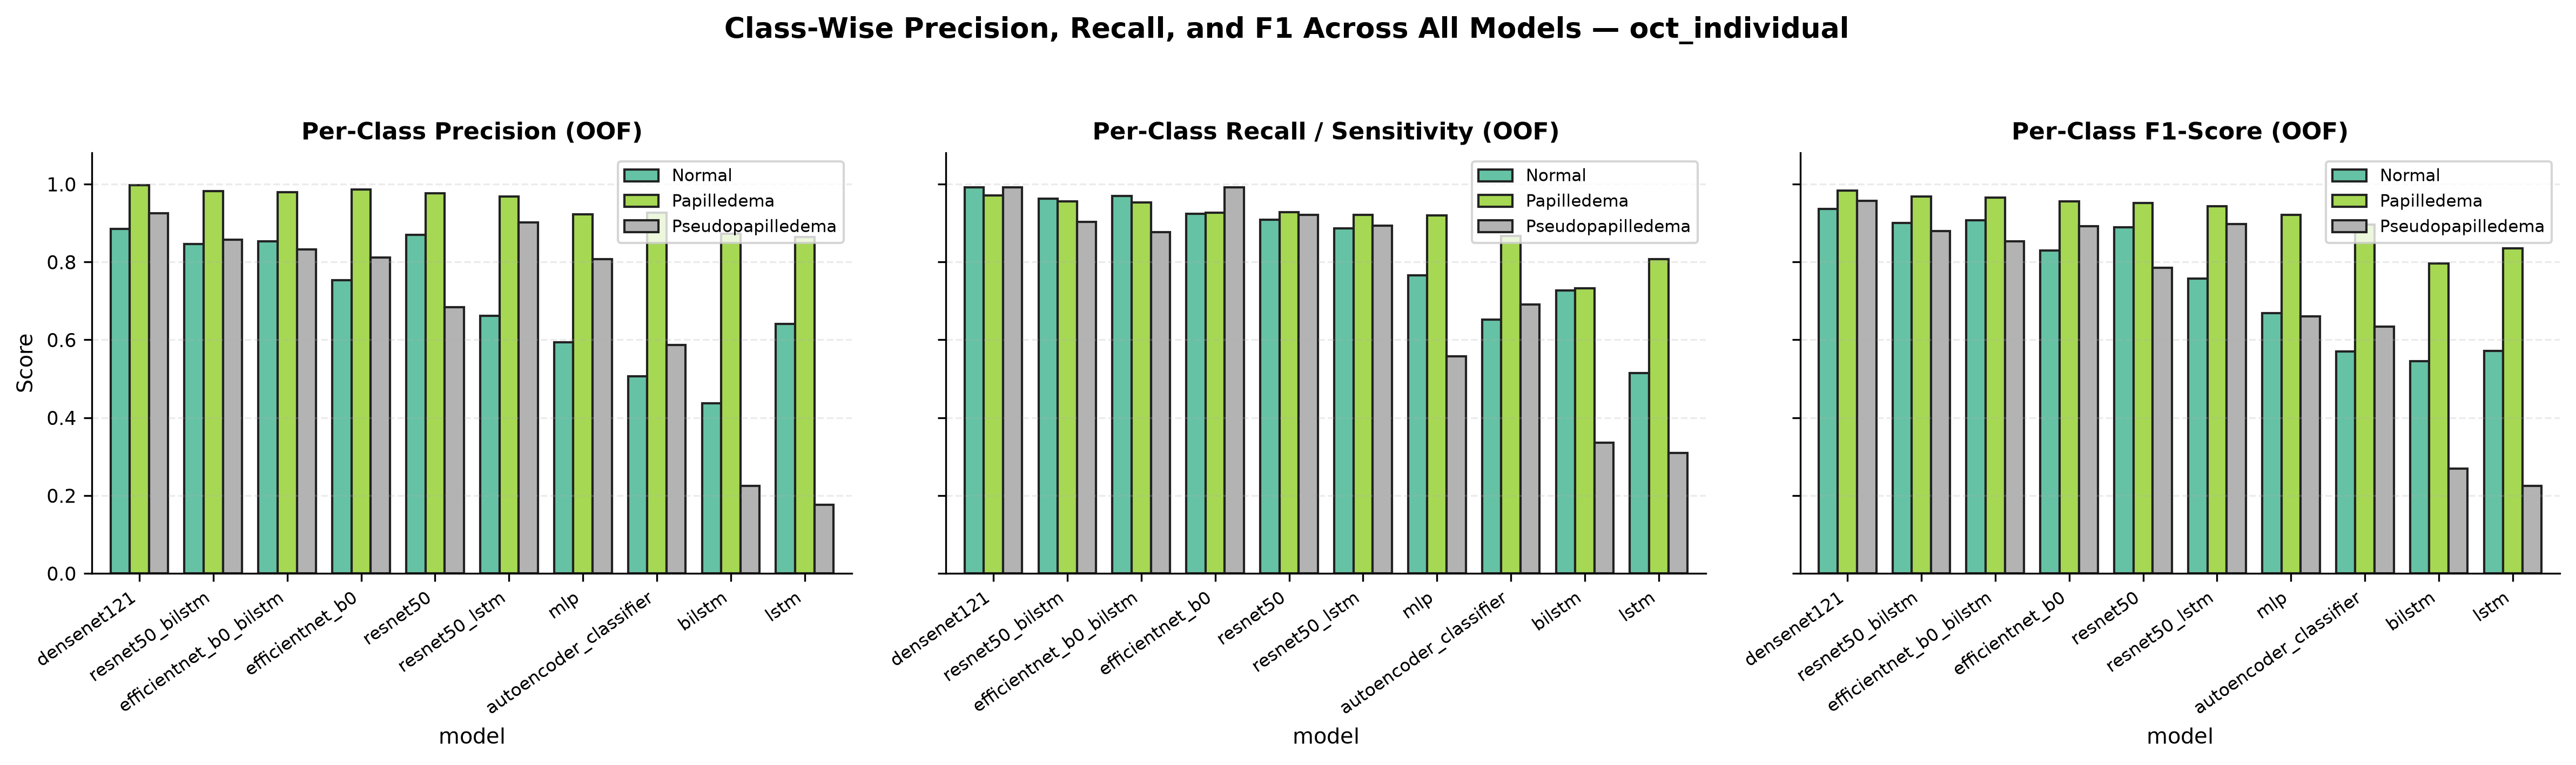 Class-Wise Precision, Recall, and F1 Across All Models — oct_individual
Per-Class Precision (OOF)
Score
1.0
0.8
0.6
0.4
0.2
0.0
Normal
Papilledema
Pseudopapilledema
densenet121
resnet50_bilstm
efficientnet_b0_bilstm
efficientnet_b0
resnet50
resnet50_lstm
mlp
autoencoder_classifier
bilstm
lstm
model
Per-Class Recall / Sensitivity (OOF)
Normal
Papilledema
Pseudopapilledema
densenet121
resnet50_bilstm
efficientnet_b0_bilstm
efficientnet_b0
resnet50
resnet50_lstm
mlp
autoencoder_classifier
bilstm
lstm
model
Per-Class F1-Score (OOF)
Normal
Papilledema
Pseudopapilledema
densenet121
resnet50_bilstm
efficientnet_b0_bilstm
efficientnet_b0
resnet50
resnet50_lstm
mlp
autoencoder_classifier
bilstm
lstm
model